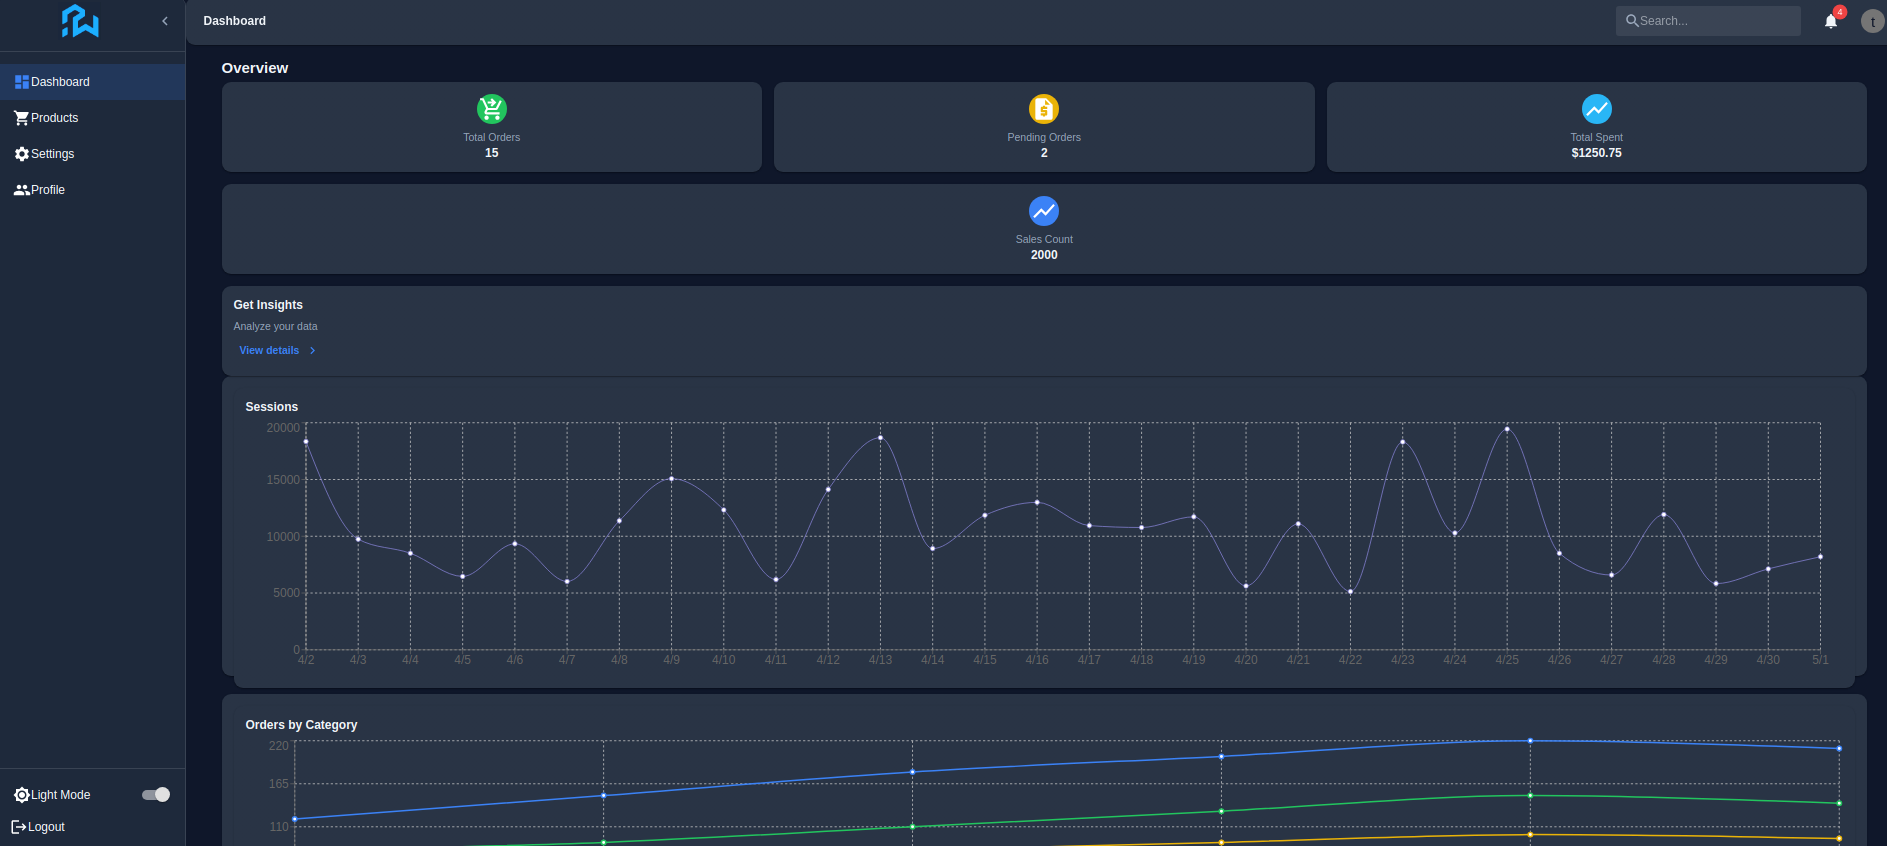 Dashboard
Search...
4
t
Dashboard
Products
Settings
Profile
Light Mode
Logout
Overview
Total Orders
15
Pending Orders
2
Total Spent
$1250.75
Sales Count
2000
Get Insights
Analyze your data
View details
Sessions
20000
15000
10000
5000
0
4/2 4/3 4/4 4/5 4/6 4/7 4/8 4/9 4/10 4/11 4/12 4/13 4/14 4/15 4/16 4/17 4/18 4/19 4/20 4/21 4/22 4/23 4/24 4/25 4/26 4/27 4/28 4/29 4/30 5/1
Orders by Category
220
165
110